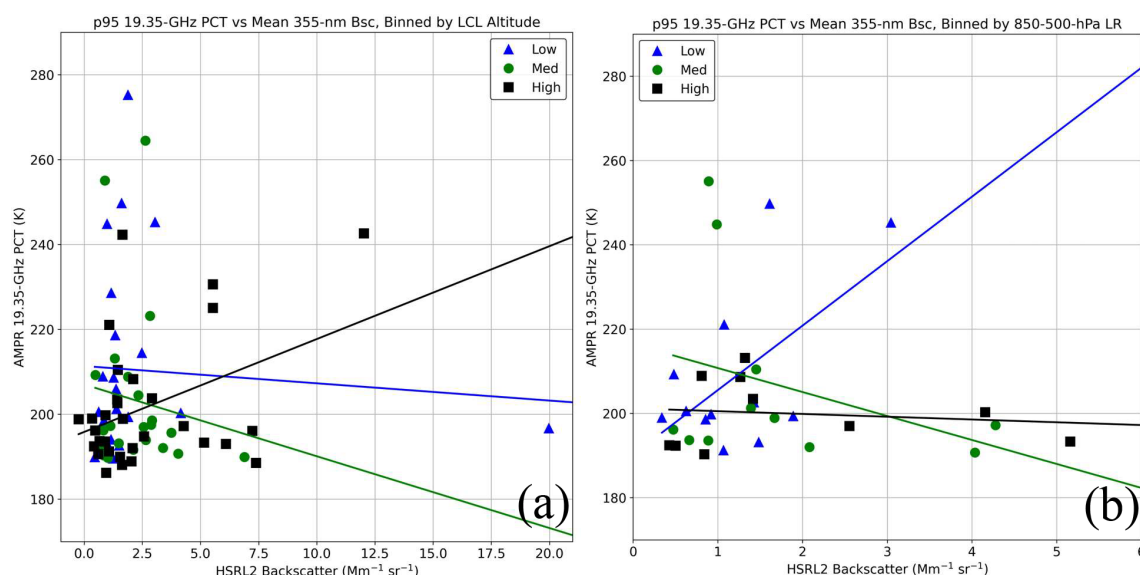 p95 19.35-GHz PCT vs Mean 355-nm Bsc, Binned by LCL Altitude
Low
Med
High
AMPR 19.35-GHz PCT (K)
280
260
240
220
200
180
0.0 2.5 5.0 7.5 10.0 12.5 15.0 17.5 20.0
HSRL2 Backscatter (Mm⁻¹ sr⁻¹)
(a)
p95 19.35-GHz PCT vs Mean 355-nm Bsc, Binned by 850-500-hPa LR
Low
Med
High
AMPR 19.35-GHz PCT (K)
280
260
240
220
200
180
0 1 2 3 4 5 6
HSRL2 Backscatter (Mm⁻¹ sr⁻¹)
(b)